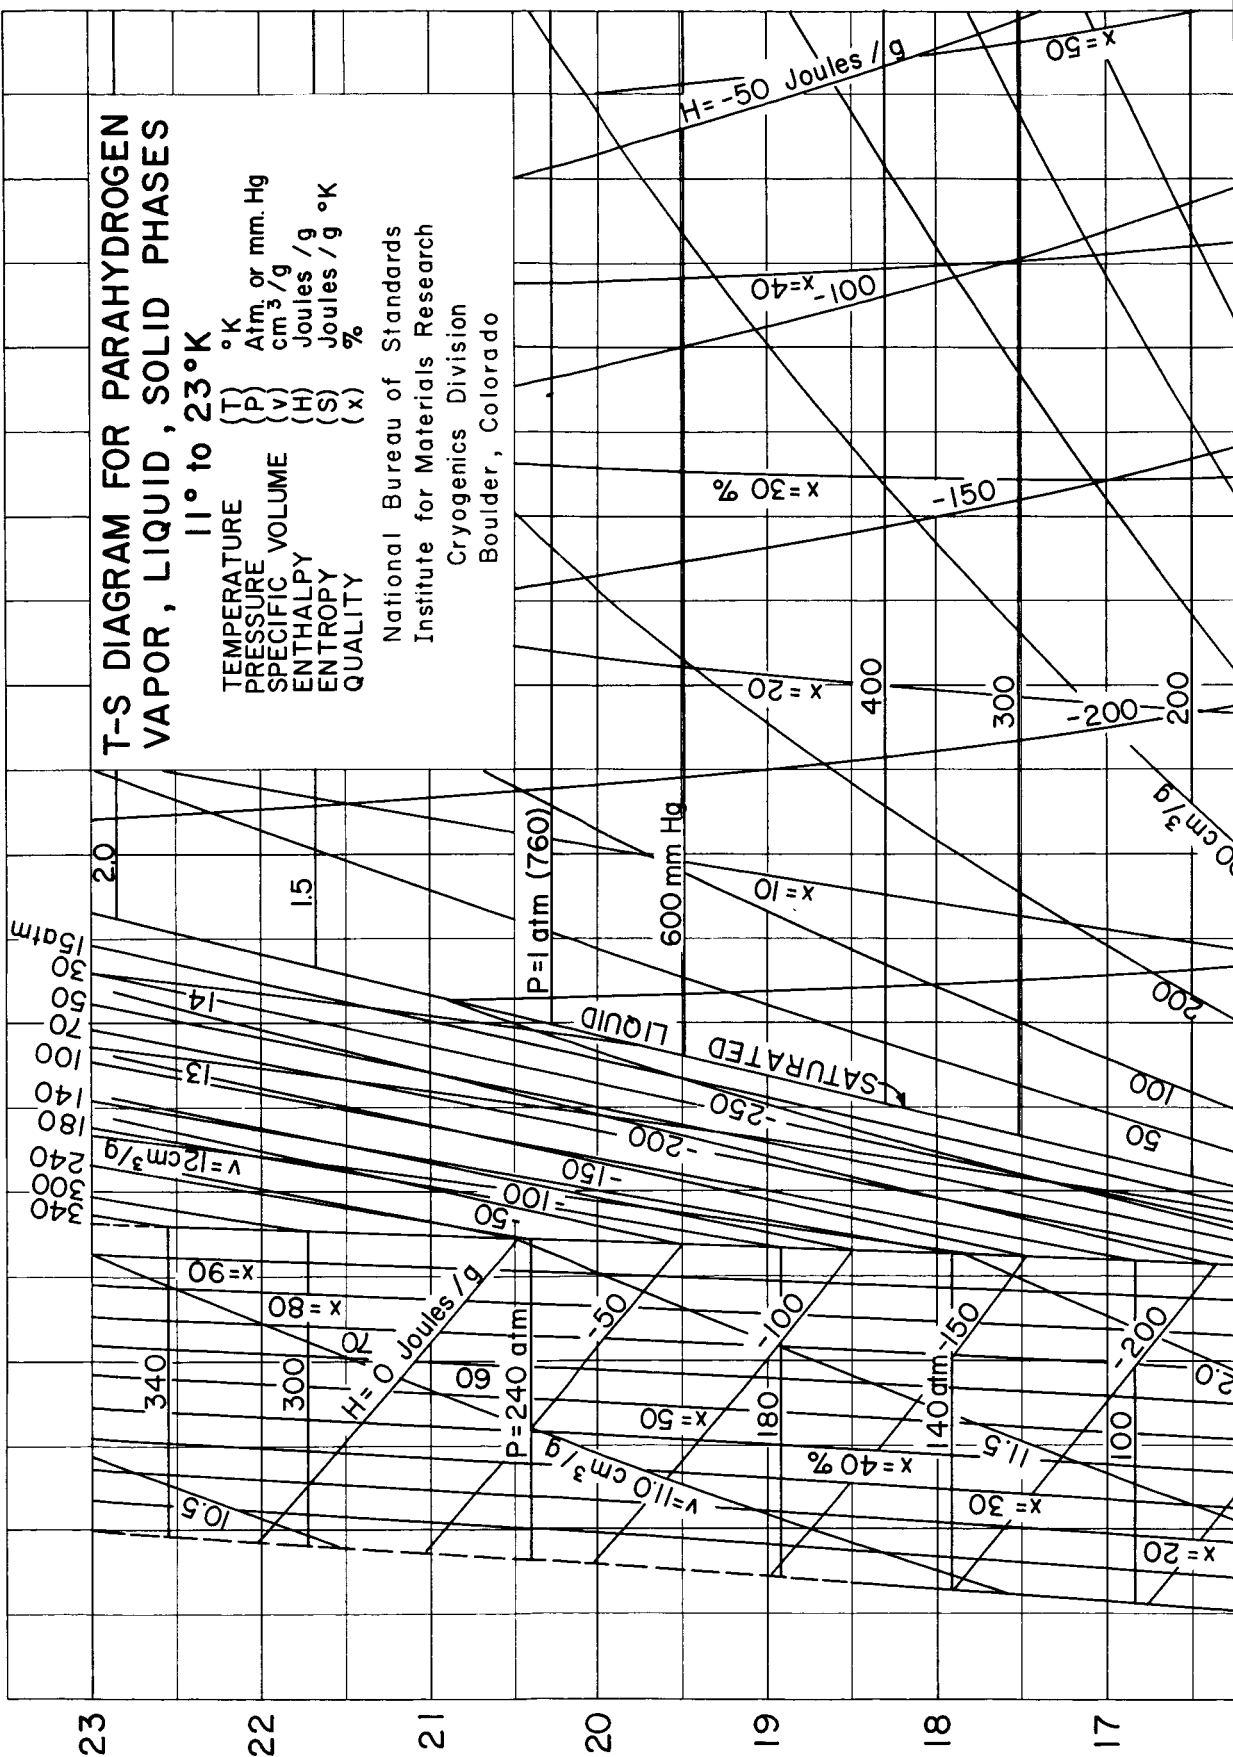 T-S DIAGRAM FOR PARAHYDROGEN
VAPOR, LIQUID, SOLID PHASES
11° to 23°K
TEMPERATURE (T) °K
PRESSURE (P) Atm. or mm. Hg
SPECIFIC VOLUME (v) cm³/g
ENTHALPY (H) Joules/g
ENTROPY (S) Joules/g °K
QUALITY (x) %
National Bureau of Standards
Institute for Materials Research
Cryogenics Division
Boulder, Colorado
340
300
240
180
140
100
70
50
30
15atm
2.0
1.5
P=1 atm (760)
600 mm Hg
400
300
200
H=-50 Joules/g
-100
-150
-200
x=50
x=40
x=30 %
x=20
x=10
cm³/g
200
100
50
SATURATED LIQUID
14
13
v=12cm³/g
-250
-200
-150
-100
-50
x=90
x=80
70
60
x=50
x=40 %
x=30
x=20
340
300
P=240 atm
180
140 atm
100
H=0 Joules/g
-50
-100
-150
-200
10.5
v=11.0 cm³/g
11.5
23
22
21
20
19
18
17